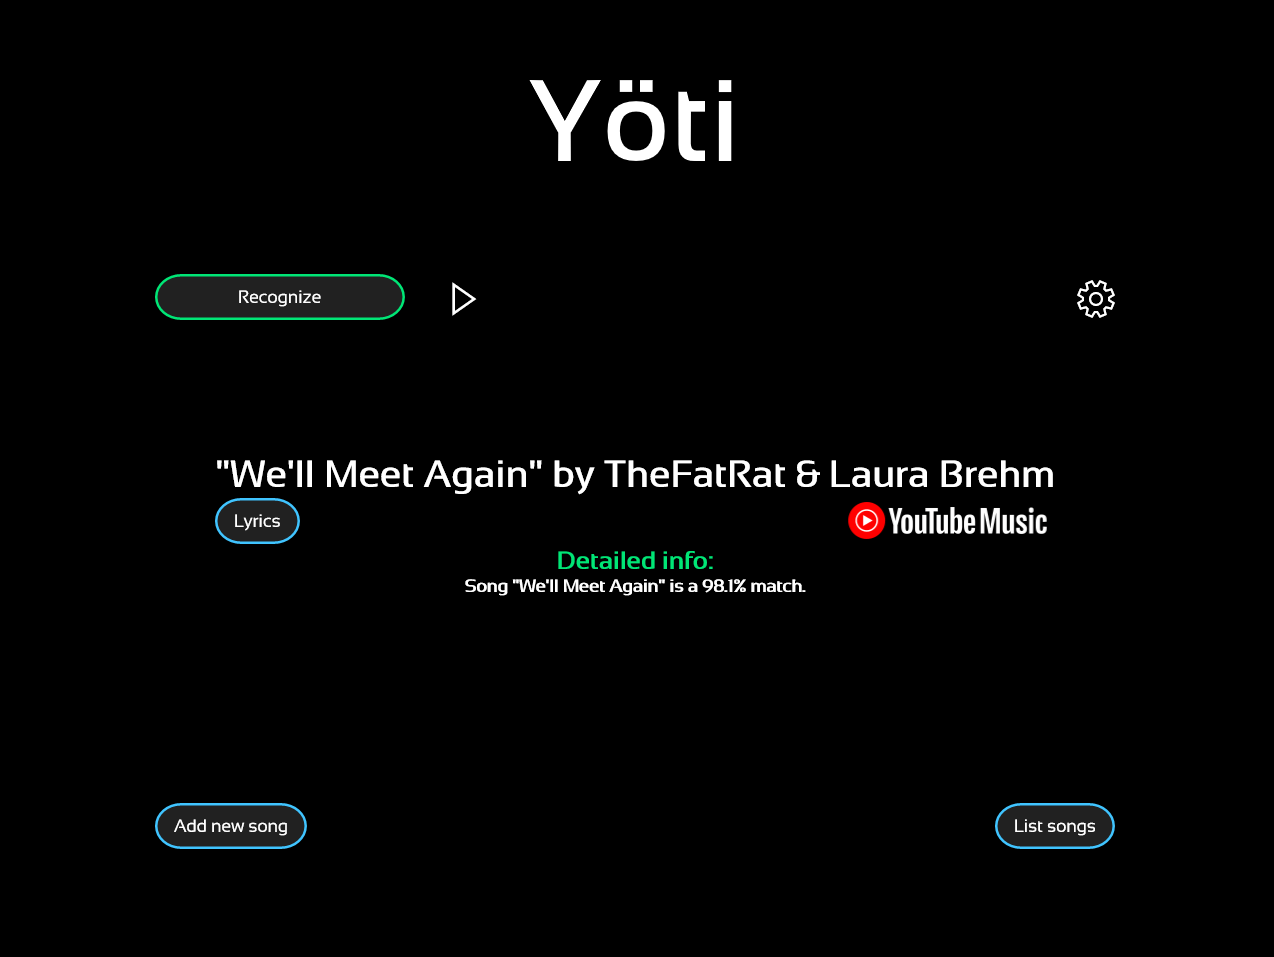 Yöti
Recognize
"We'll Meet Again" by TheFatRat & Laura Brehm
Lyrics
YouTube Music
Detailed info:
Song "We'll Meet Again" is a 98.1% match.
Add new song
List songs